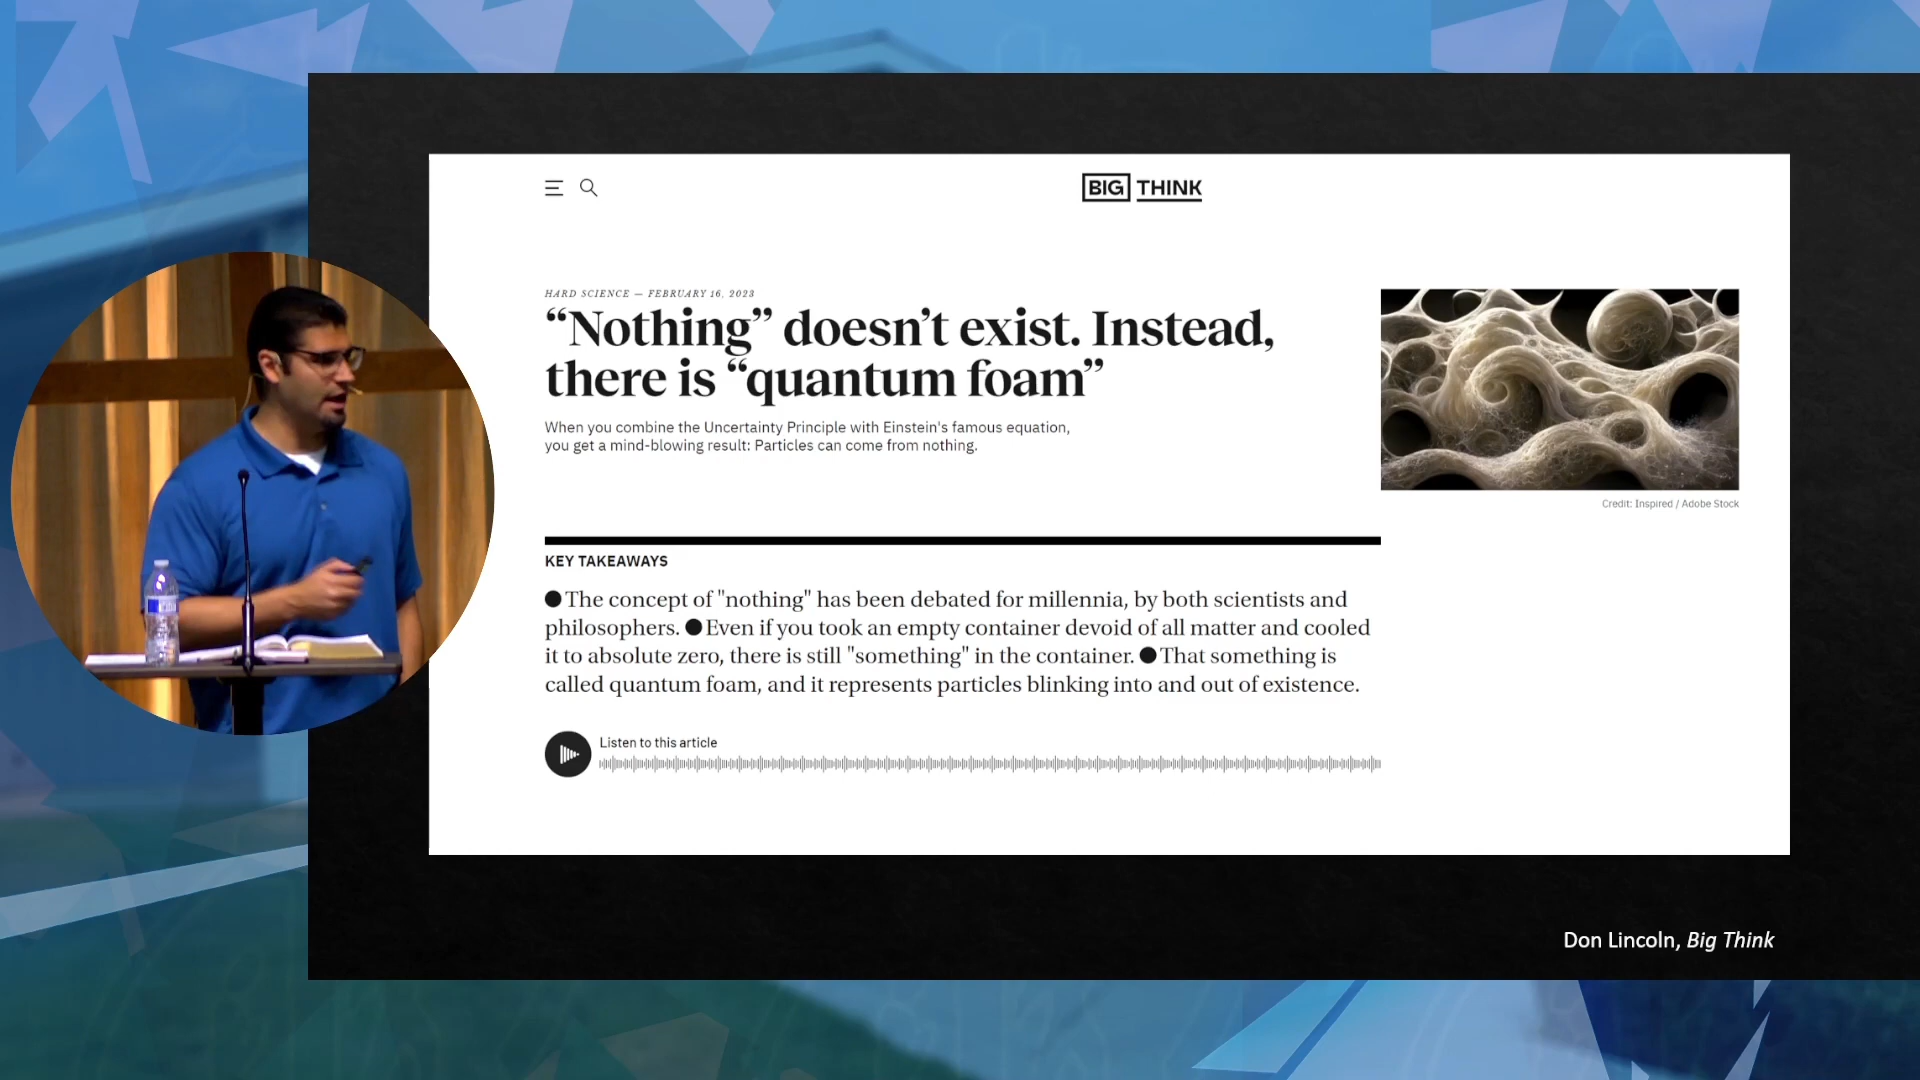 BIG THINK
HARD SCIENCE — FEBRUARY 16, 2023
“Nothing” doesn’t exist. Instead,
there is “quantum foam”
When you combine the Uncertainty Principle with Einstein's famous equation,
you get a mind-blowing result: Particles can come from nothing.
Credit: Inspired / Adobe Stock
KEY TAKEAWAYS
● The concept of "nothing" has been debated for millennia, by both scientists and
philosophers. ● Even if you took an empty container devoid of all matter and cooled
it to absolute zero, there is still "something" in the container. ● That something is
called quantum foam, and it represents particles blinking into and out of existence.
Listen to this article
Don Lincoln, Big Think